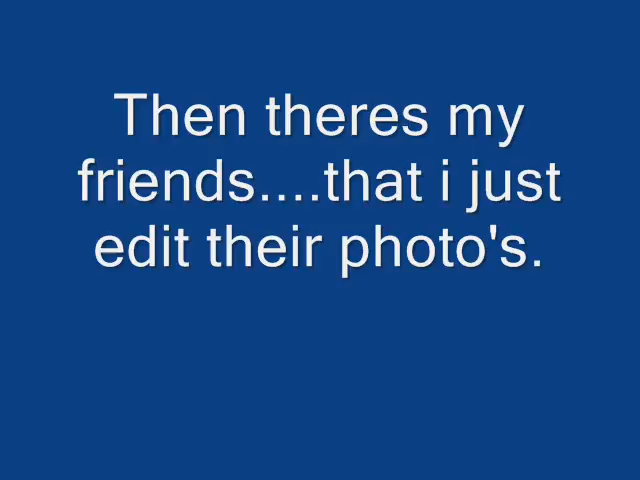 Then theres my
friends....that i just
edit their photo's.